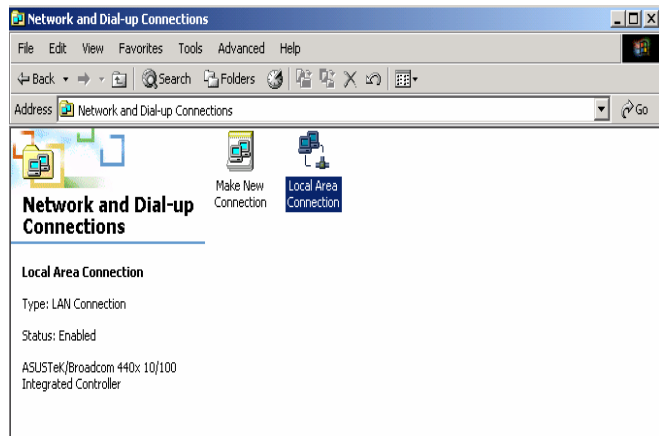 Network and Dial-up Connections
File Edit View Favorites Tools Advanced Help
Back Search Folders
Address Network and Dial-up Connections Go
Make New
Connection
Local Area
Connection
Network and Dial-up
Connections
Local Area Connection
Type: LAN Connection
Status: Enabled
ASUSTeK/Broadcom 440x 10/100
Integrated Controller